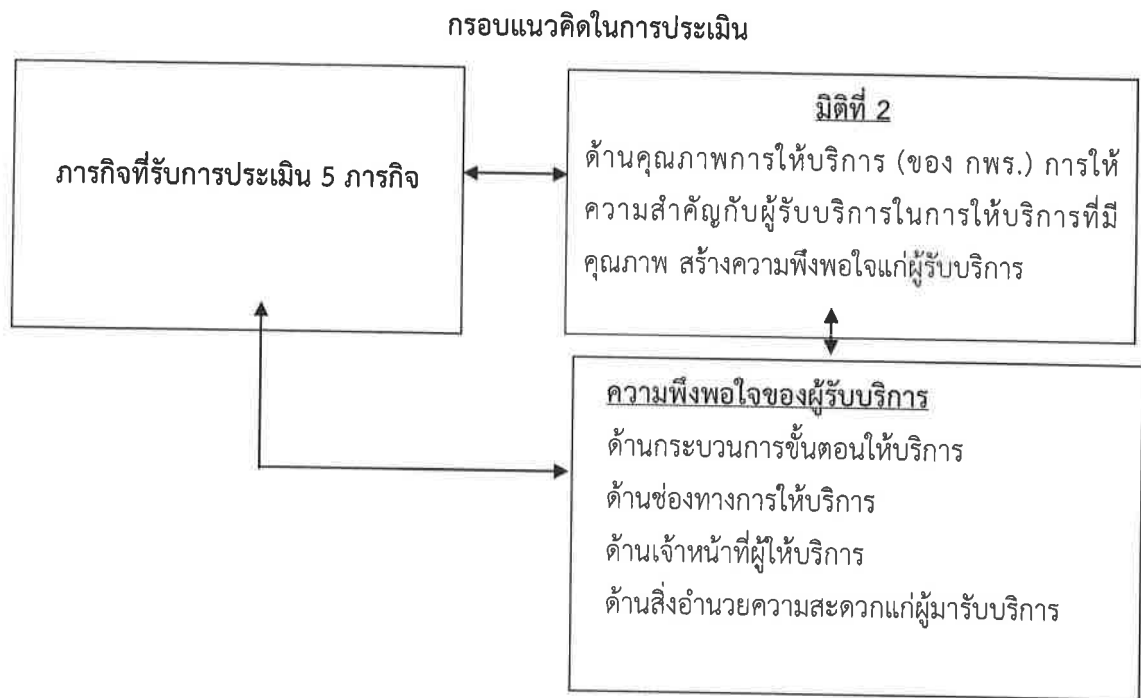 กรอบแนวคิดในการประเมิน
ภารกิจที่รับการประเมิน 5 ภารกิจ
มิติที่ 2
ด้านคุณภาพการให้บริการ (ของ กพร.) การให้
ความสำคัญกับผู้รับบริการในการให้บริการที่มี
คุณภาพ สร้างความพึงพอใจแก่ผู้รับบริการ
ความพึงพอใจของผู้รับบริการ
ด้านกระบวนการขั้นตอนให้บริการ
ด้านช่องทางการให้บริการ
ด้านเจ้าหน้าที่ผู้ให้บริการ
ด้านสิ่งอำนวยความสะดวกแก่ผู้มารับบริการ